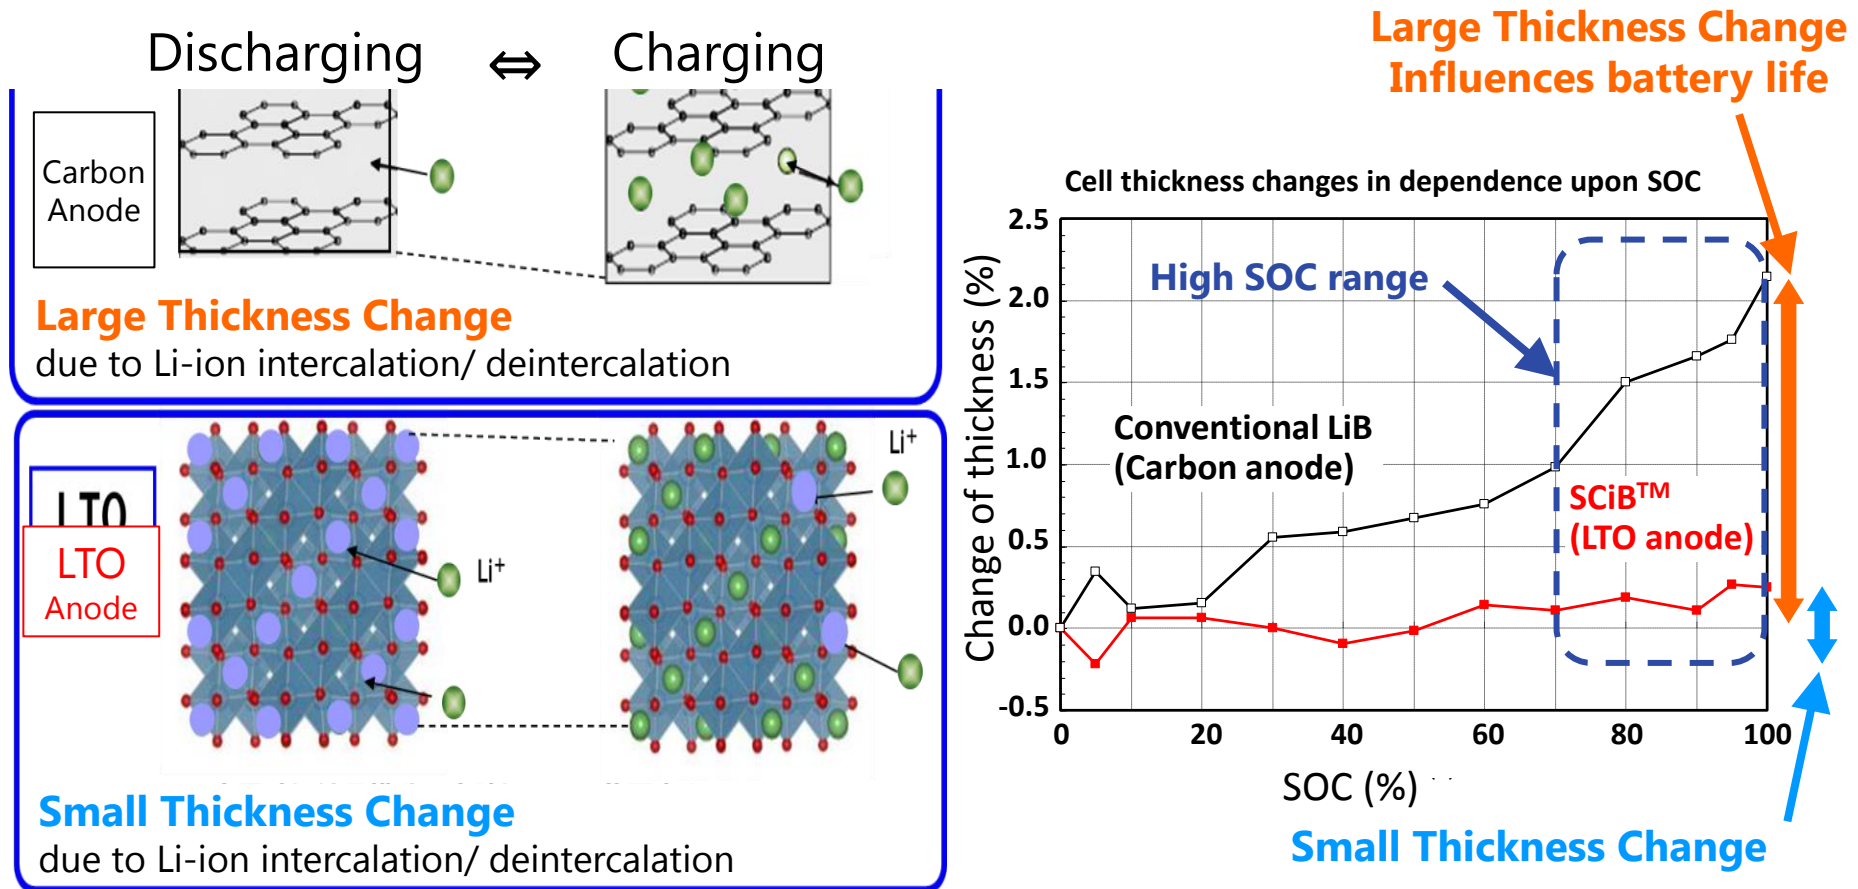 Discharging ⇔ Charging
Carbon
Anode
Large Thickness Change
due to Li-ion intercalation/ deintercalation
LTO
LTO
Anode
Li⁺
Li⁺
Small Thickness Change
due to Li-ion intercalation/ deintercalation
Large Thickness Change
Influences battery life
Cell thickness changes in dependence upon SOC
Change of thickness (%)
2.5
2.0
1.5
1.0
0.5
0.0
-0.5
High SOC range
Conventional LiB
(Carbon anode)
SCiB™
(LTO anode)
0 20 40 60 80 100
SOC (%)
Small Thickness Change